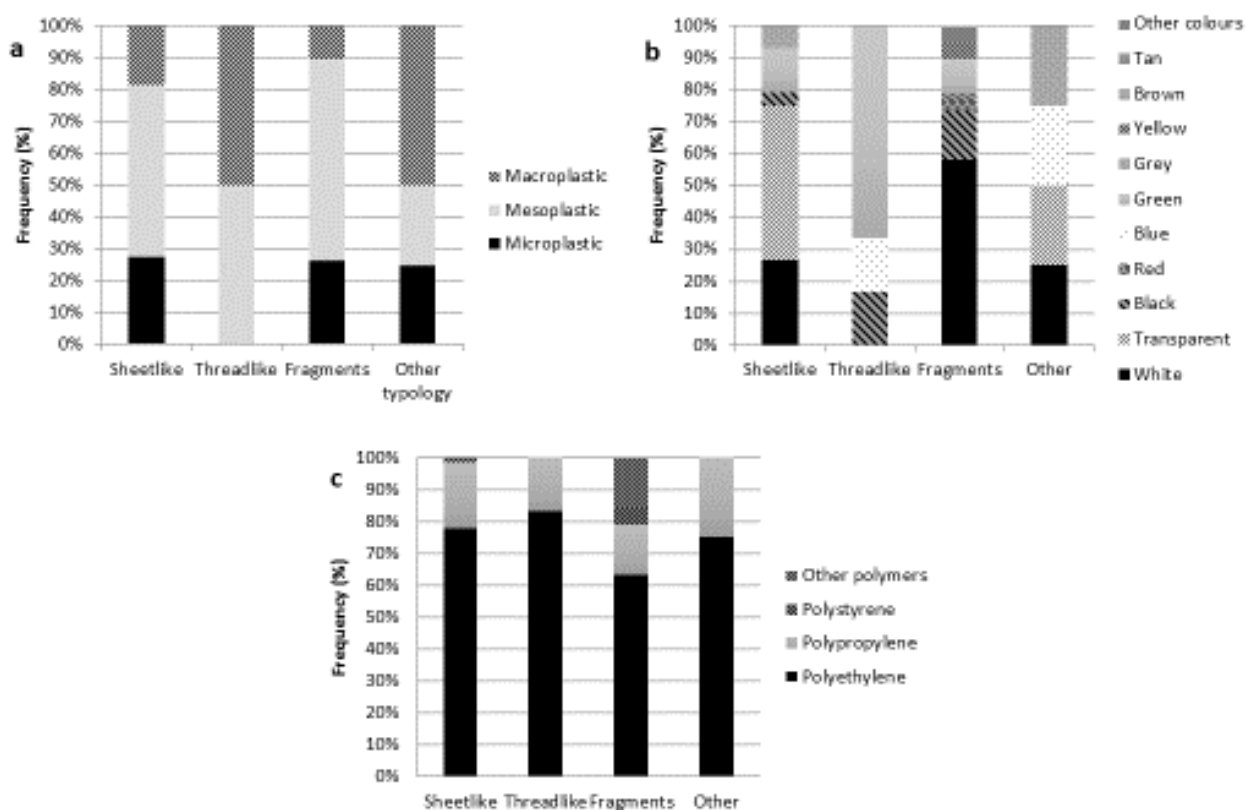 a
100%
90%
80%
70%
60%
50%
40%
30%
20%
10%
0%
Frequency (%)
Sheetlike Threadlike Fragments Other
typology
Macroplastic
Mesoplastic
Microplastic
b
100%
90%
80%
70%
60%
50%
40%
30%
20%
10%
0%
Frequency (%)
Sheetlike Threadlike Fragments Other
Other colours
Tan
Brown
Yellow
Grey
Green
Blue
Red
Black
Transparent
White
c
100%
90%
80%
70%
60%
50%
40%
30%
20%
10%
0%
Frequency (%)
Sheetlike Threadlike Fragments Other
Other polymers
Polystyrene
Polypropylene
Polyethylene